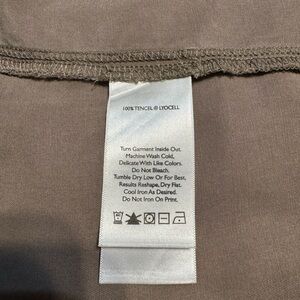 100% TENCEL ® LYOCELL
Turn Garment Inside Out.
Machine Wash Cold,
Delicate With Like Colors.
Do Not Bleach.
Tumble Dry Low Or For Best
Results Reshape, Dry Flat.
Cool Iron As Desired.
Do Not Iron On Print.